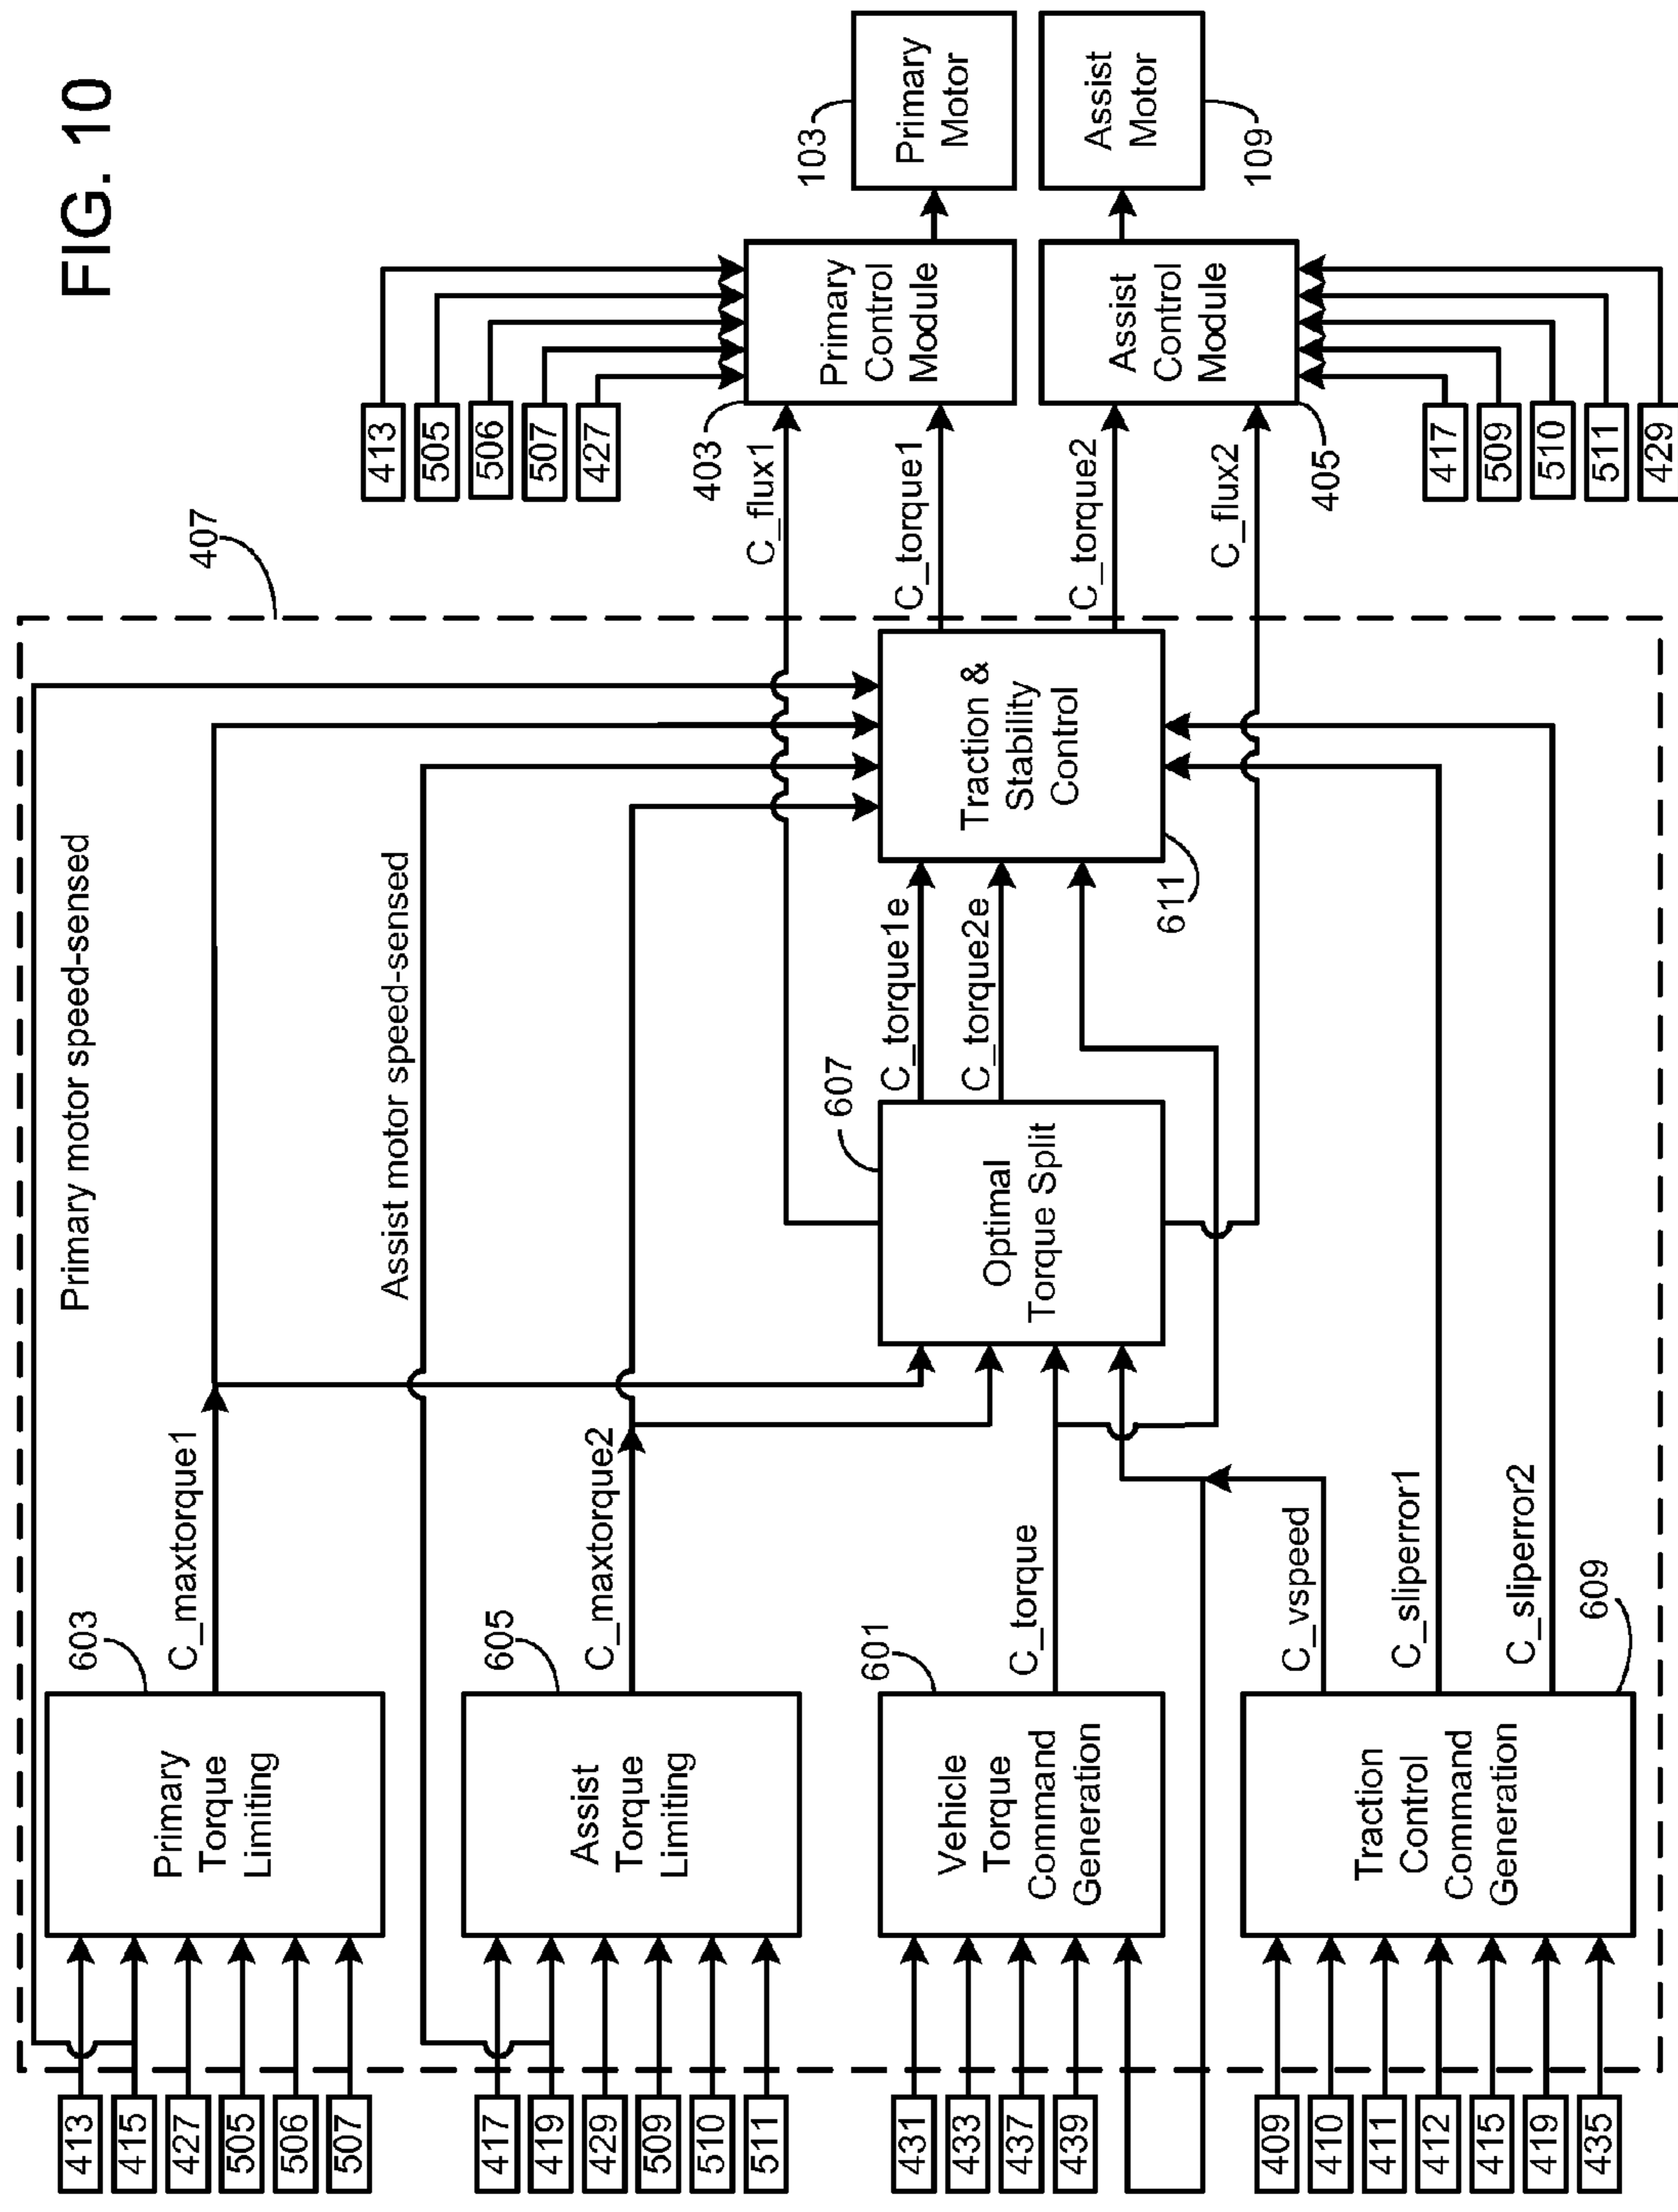 FIG. 10
407
Primary motor speed-sensed
413
415
427
505
506
507
Primary
Torque
Limiting
603
C_maxtorque1
Assist motor speed-sensed
417
419
429
509
510
511
Assist
Torque
Limiting
605
C_maxtorque2
431
433
437
439
Vehicle
Torque
Command
Generation
601
C_torque
409
410
411
412
415
419
435
Traction
Control
Command
Generation
609
C_vspeed
C_sliperror1
C_sliperror2
Optimal
Torque Split
607
C_torque1e
C_torque2e
Traction &
Stability
Control
611
C_flux1
C_torque1
C_torque2
C_flux2
413
505
506
507
427
403
Primary
Control
Module
103
Primary
Motor
Assist
Control
Module
405
Assist
Motor
109
417
509
510
511
429